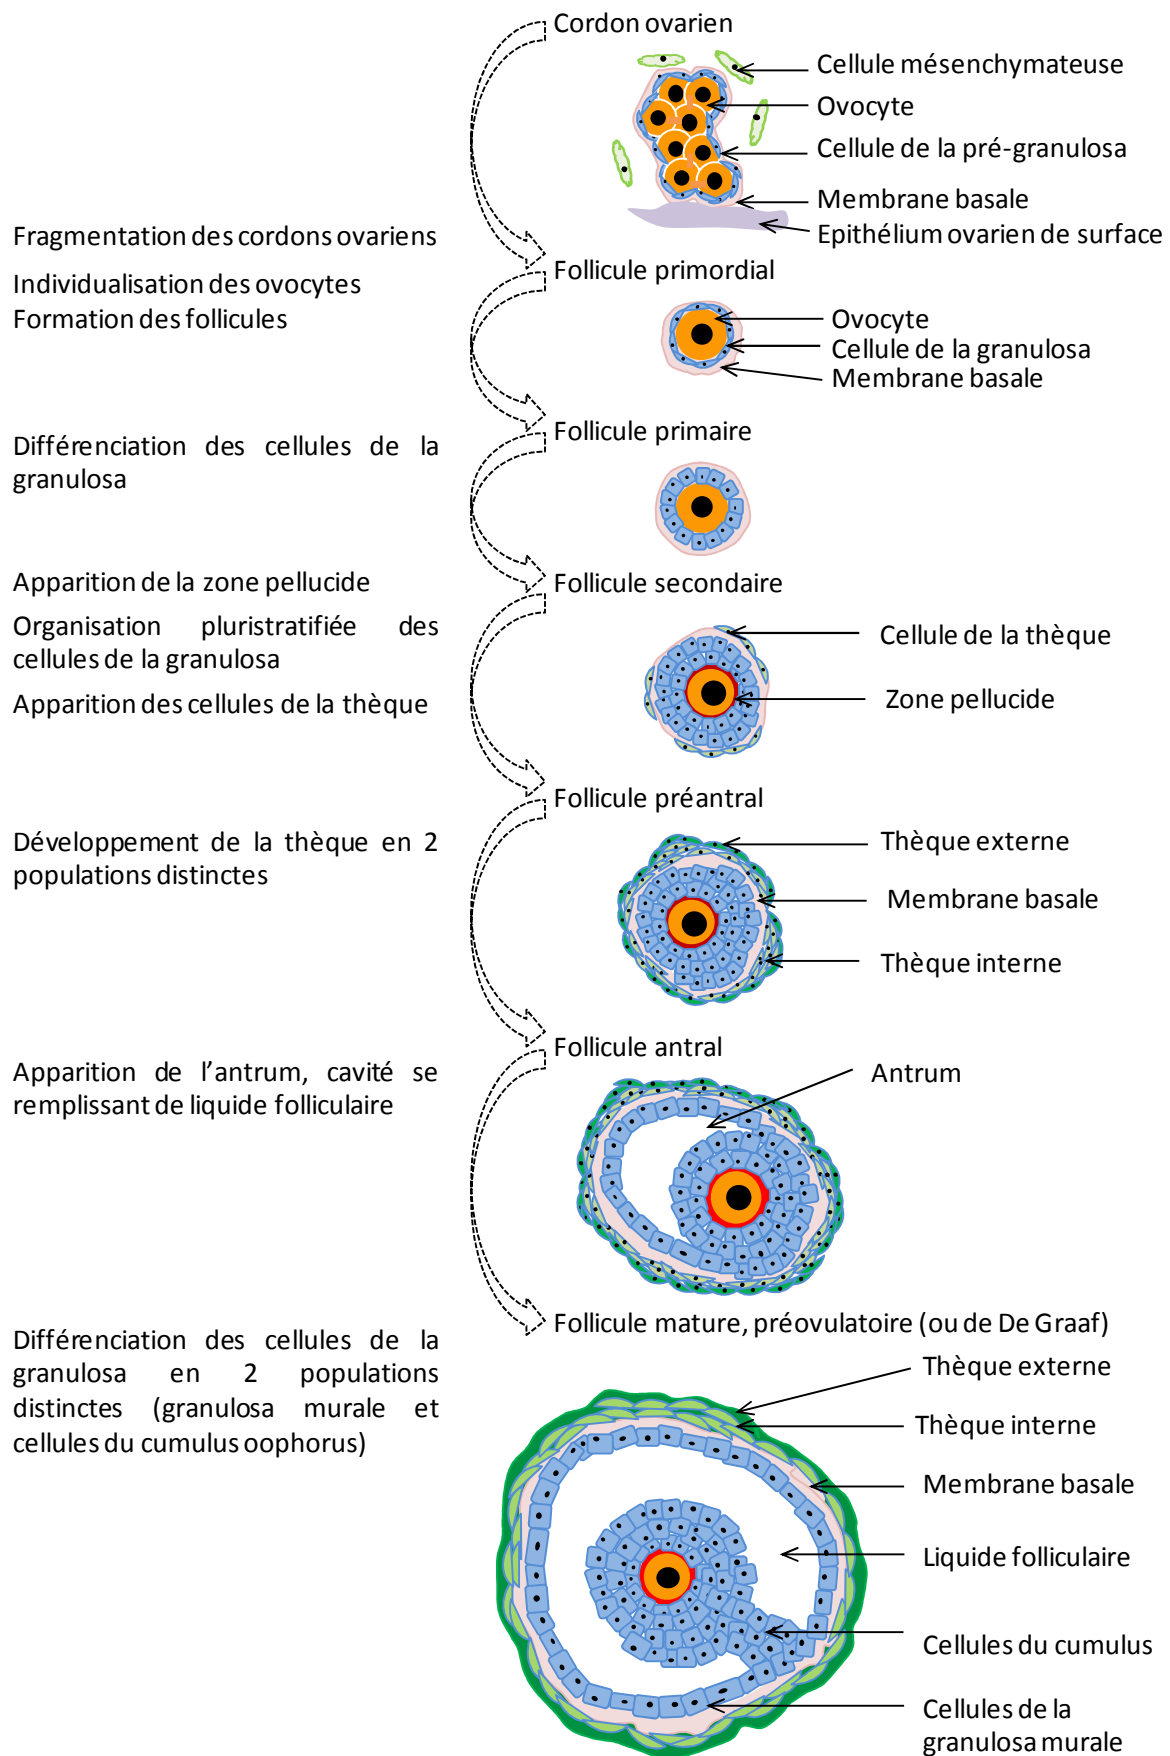 Cordon ovarien
Cellule mésenchymateuse
Ovocyte
Cellule de la pré-granulosa
Membrane basale
Epithélium ovarien de surface
Fragmentation des cordons ovariens
Individualisation des ovocytes
Formation des follicules
Follicule primordial
Ovocyte
Cellule de la granulosa
Membrane basale
Différenciation des cellules de la
granulosa
Follicule primaire
Apparition de la zone pellucide
Organisation pluristratifiée des
cellules de la granulosa
Apparition des cellules de la thèque
Follicule secondaire
Cellule de la thèque
Zone pellucide
Follicule préantral
Développement de la thèque en 2
populations distinctes
Thèque externe
Membrane basale
Thèque interne
Follicule antral
Apparition de l’antrum, cavité se
remplissant de liquide folliculaire
Antrum
Follicule mature, préovulatoire (ou de De Graaf)
Différenciation des cellules de la
granulosa en 2 populations
distinctes (granulosa murale et
cellules du cumulus oophorus)
Thèque externe
Thèque interne
Membrane basale
Liquide folliculaire
Cellules du cumulus
Cellules de la
granulosa murale